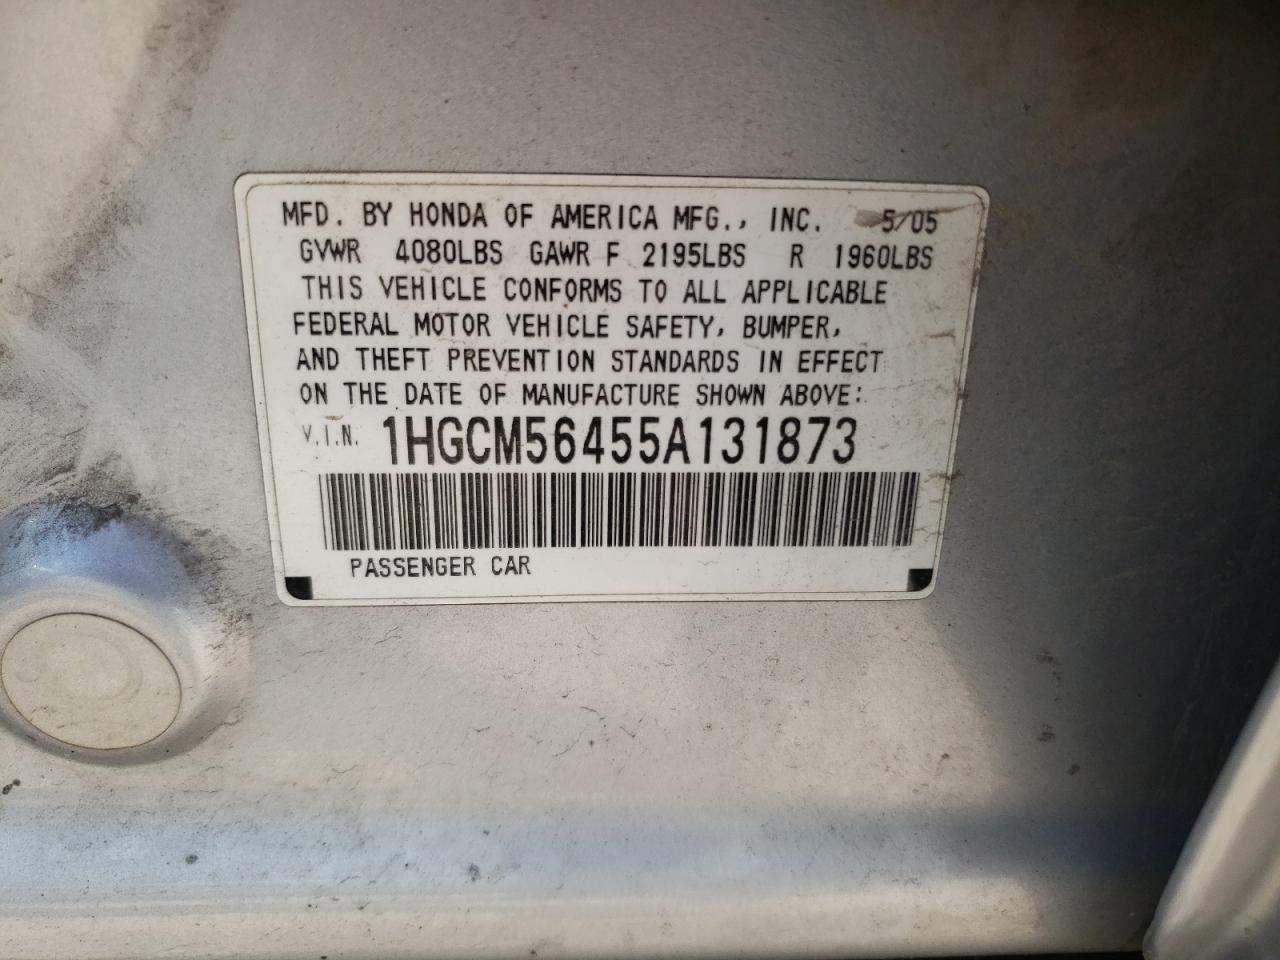 MFD. BY HONDA OF AMERICA MFG., INC. 5/05
GVWR 4080LBS GAWR F 2195LBS R 1960LBS
THIS VEHICLE CONFORMS TO ALL APPLICABLE
FEDERAL MOTOR VEHICLE SAFETY, BUMPER,
AND THEFT PREVENTION STANDARDS IN EFFECT
ON THE DATE OF MANUFACTURE SHOWN ABOVE:
V.I.N. 1HGCM56455A131873
PASSENGER CAR